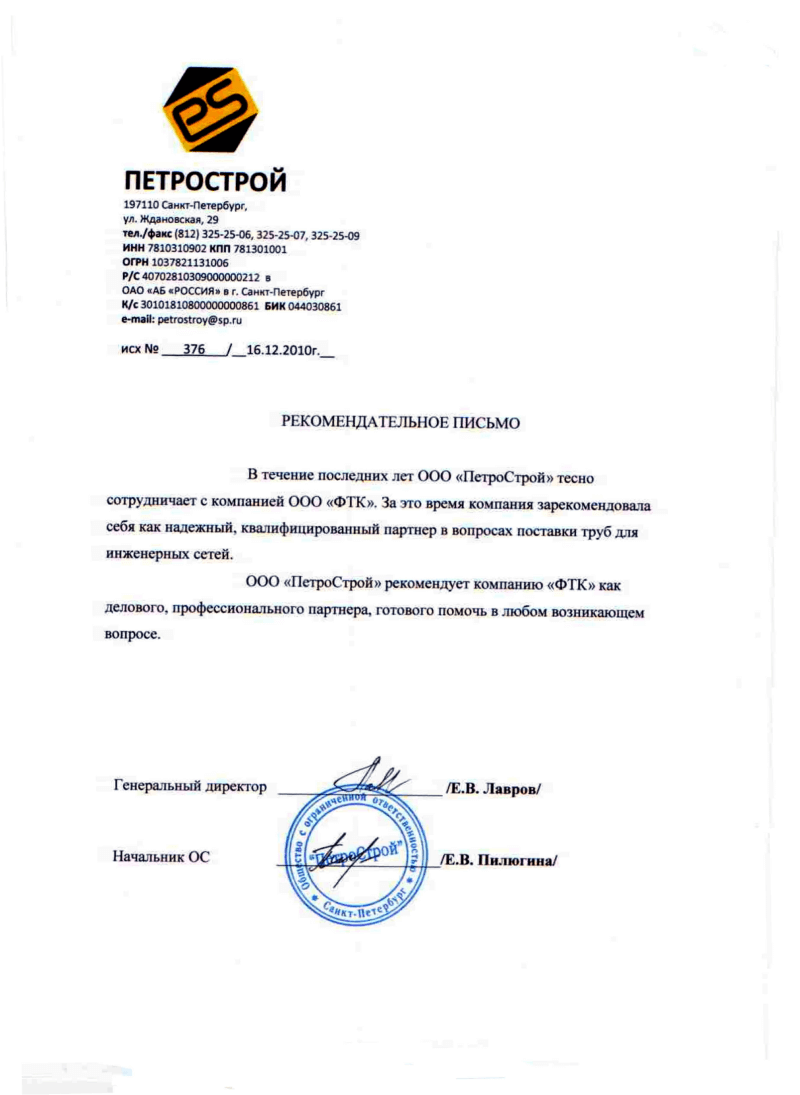 PS
ПЕТРОСТРОЙ
197110 Санкт-Петербург,
ул. Ждановская, 29
тел./факс (812) 325-25-06, 325-25-07, 325-25-09
ИНН 7810310902 КПП 781301001
ОГРН 1037821131006
Р/С 40702810309000000212 в
ОАО «АБ «РОССИЯ» в г. Санкт-Петербург
К/с 30101810800000000861 БИК 044030861
e-mail: petrostroy@sp.ru
исх № ___376___/__16.12.2010г.__
РЕКОМЕНДАТЕЛЬНОЕ ПИСЬМО
В течение последних лет ООО «ПетроСтрой» тесно
сотрудничает с компанией ООО «ФТК». За это время компания зарекомендовала
себя как надежный, квалифицированный партнер в вопросах поставки труб для
инженерных сетей.
ООО «ПетроСтрой» рекомендует компанию «ФТК» как
делового, профессионального партнера, готового помочь в любом возникающем
вопросе.
Генеральный директор /Е.В. Лавров/
Начальник ОС /Е.В. Пилюгина/
Общество с ограниченной ответственностью
"ПетроСтрой"
* Санкт-Петербург *